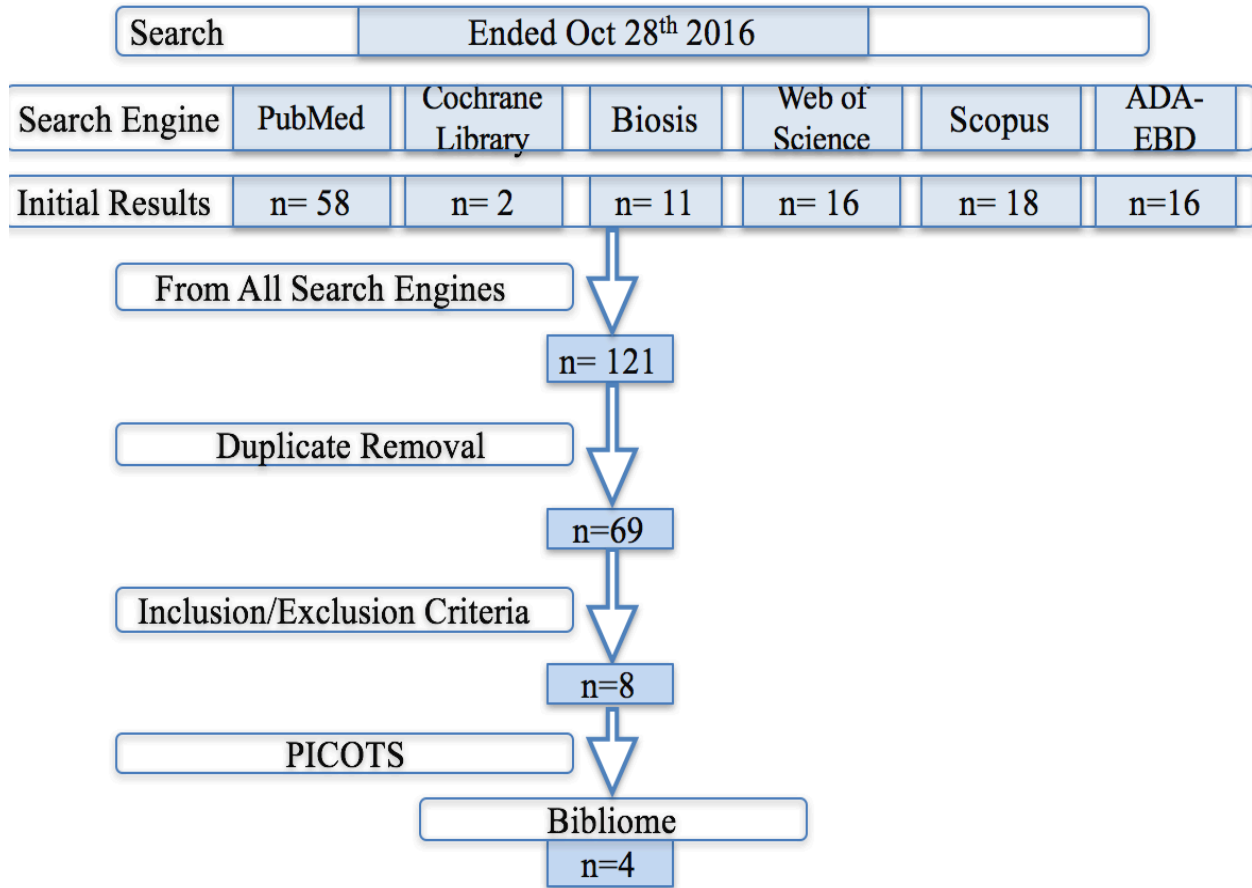 Search Ended Oct 28th 2016
Search Engine PubMed Cochrane Library Biosis Web of Science Scopus ADA-EBD
Initial Results n= 58 n= 2 n= 11 n= 16 n= 18 n=16
From All Search Engines
n= 121
Duplicate Removal
n=69
Inclusion/Exclusion Criteria
n=8
PICOTS
Bibliome
n=4